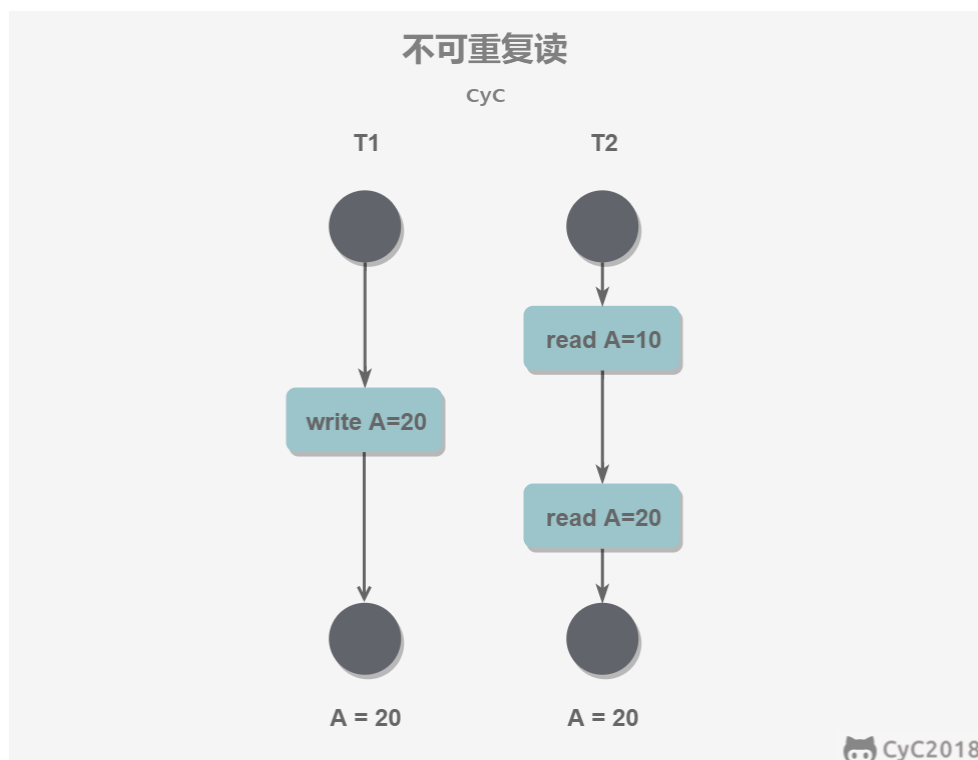 不可重复读
CyC
T1 T2
read A=10
write A=20
read A=20
A = 20 A = 20
CyC2018